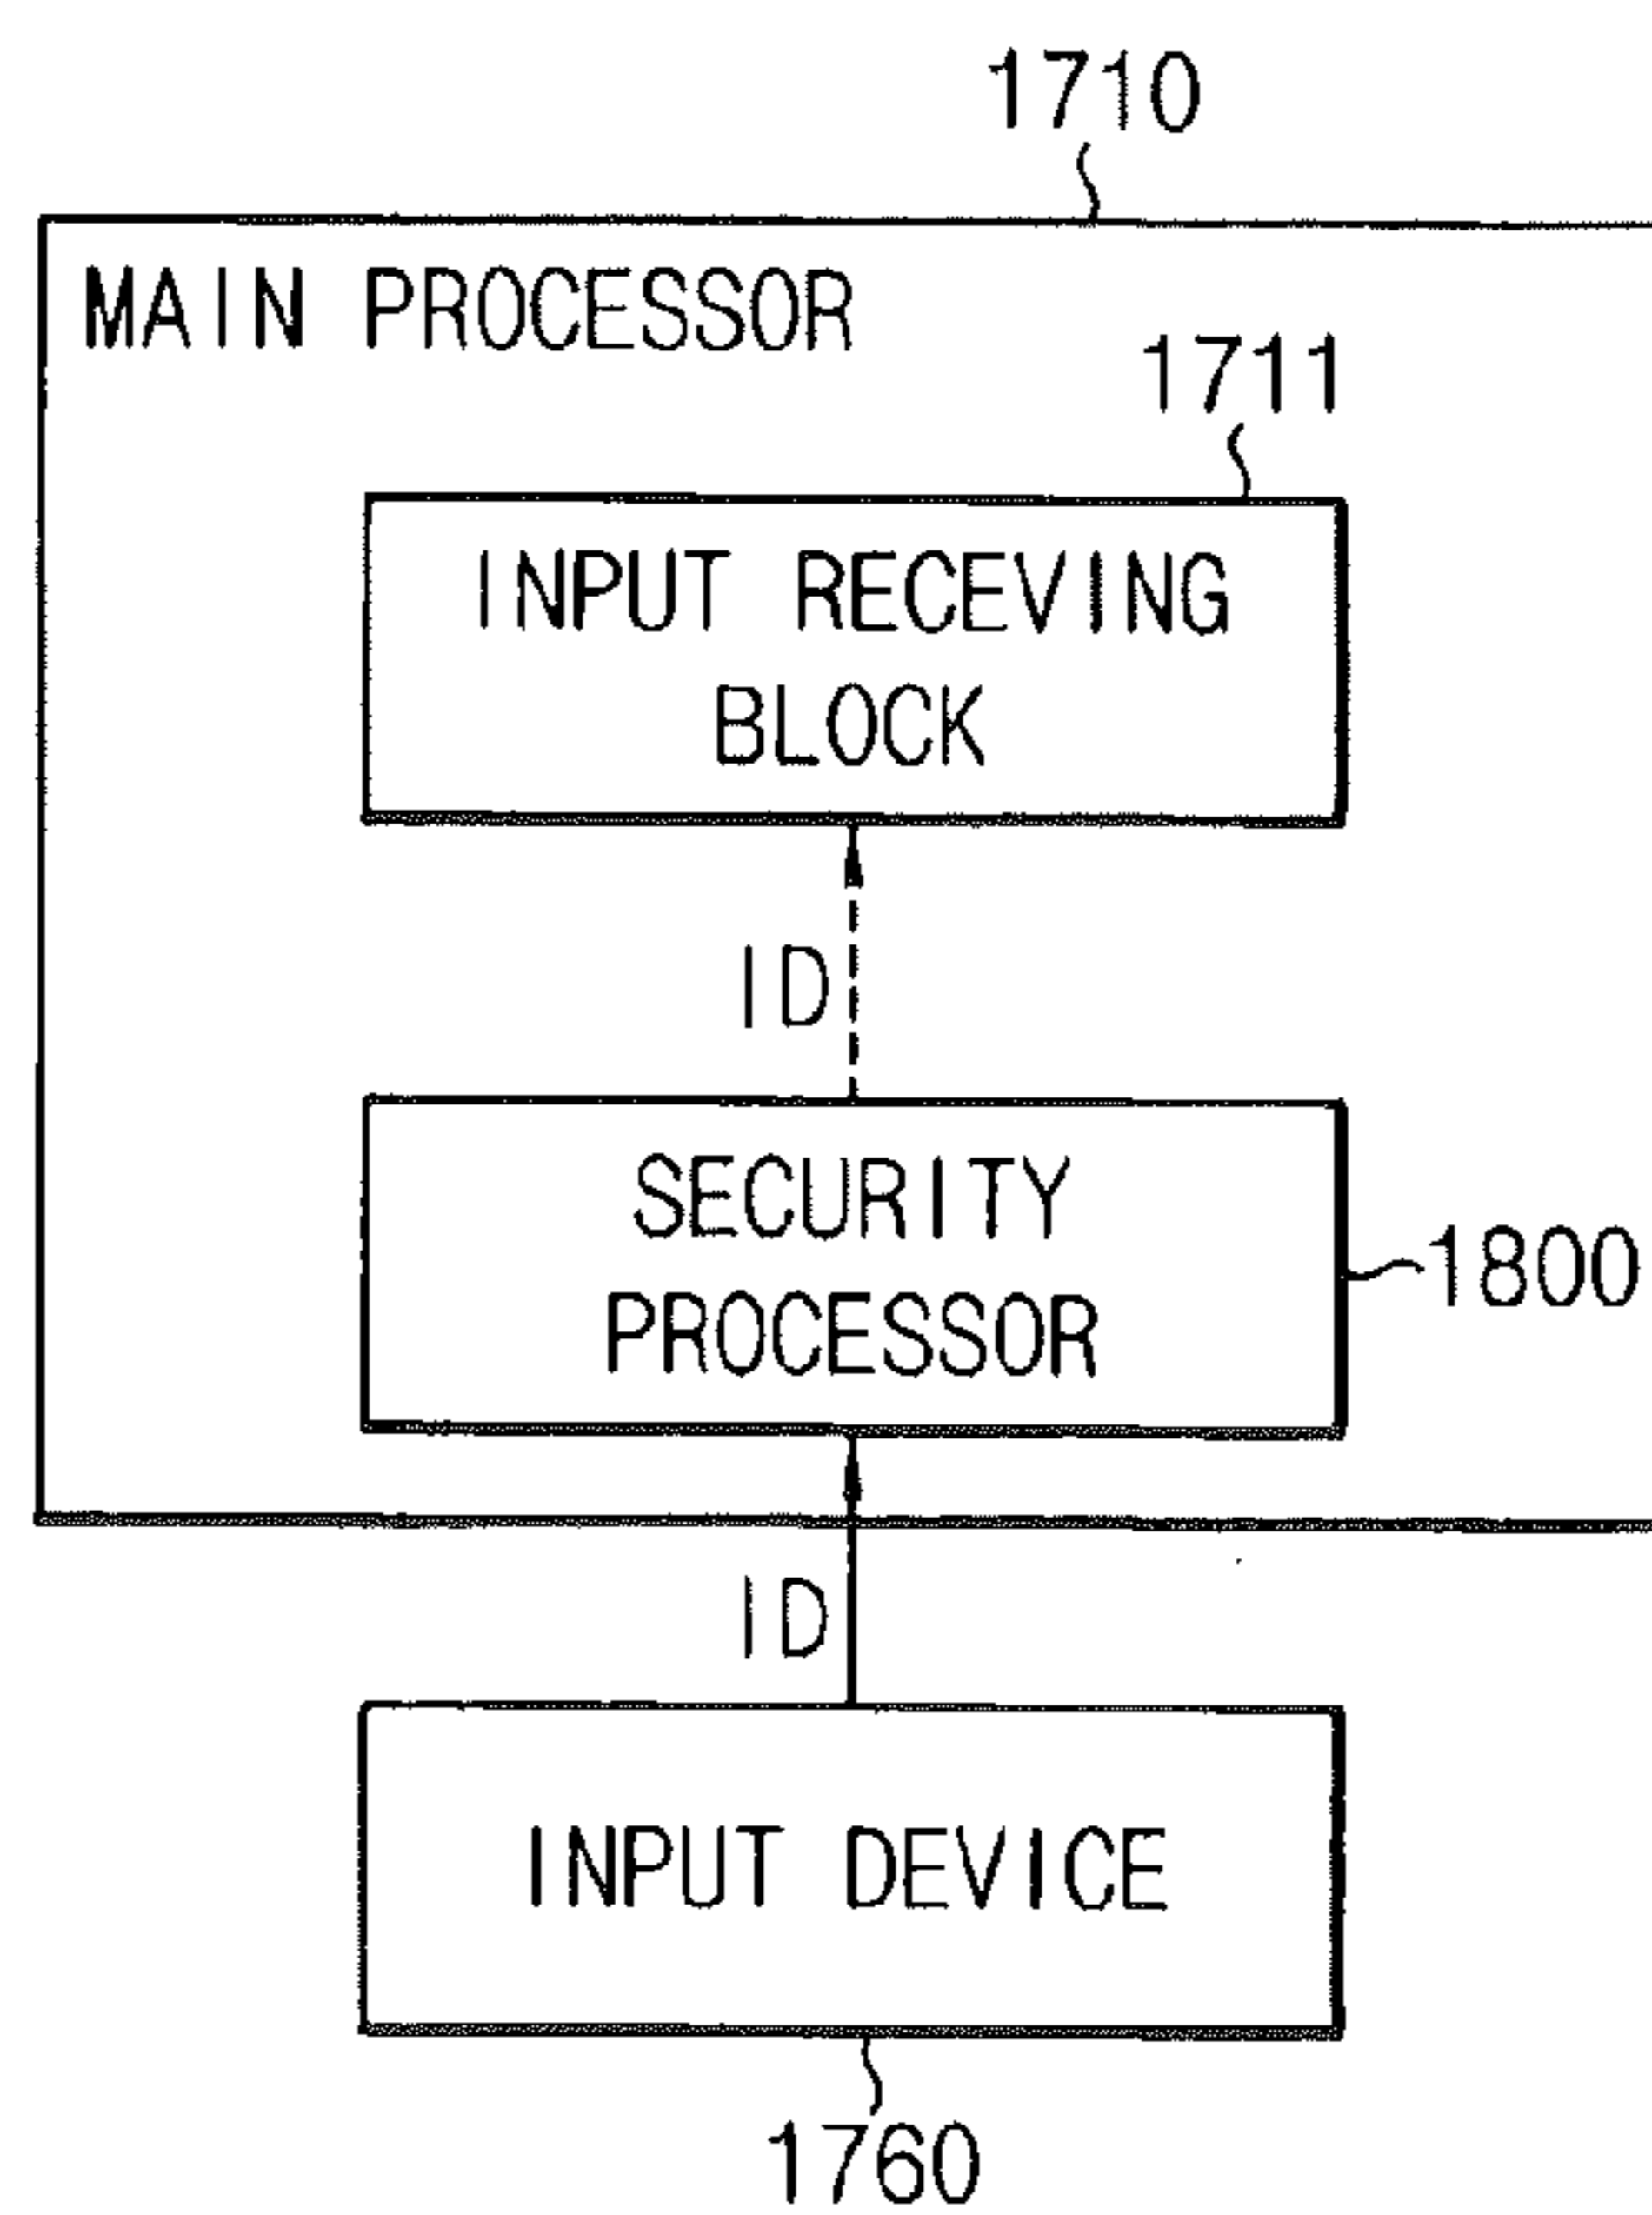 1710
MAIN PROCESSOR
1711
INPUT RECEVING
BLOCK
ID
SECURITY
PROCESSOR
1800
ID
INPUT DEVICE
1760